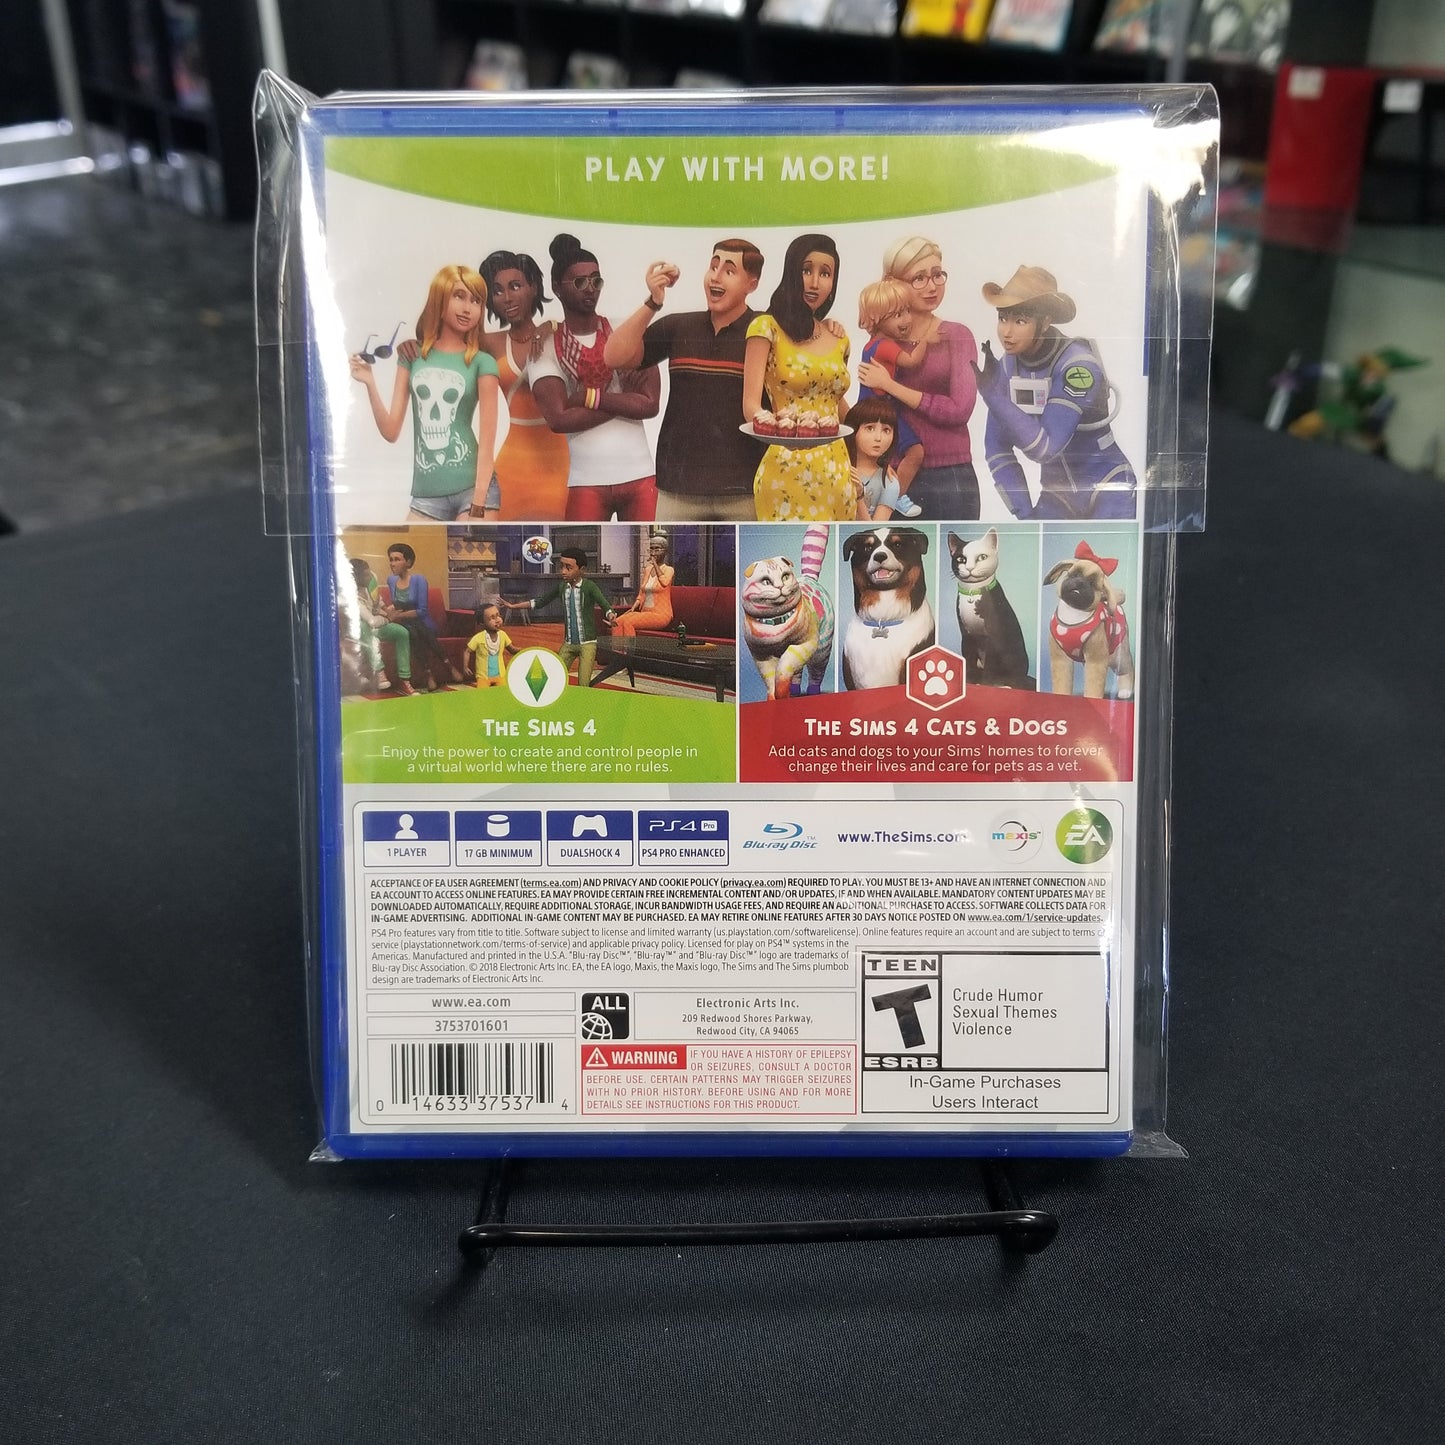 PLAY WITH MORE!
THE SIMS 4
Enjoy the power to create and control people in
a virtual world where there are no rules.
THE SIMS 4 CATS & DOGS
Add cats and dogs to your Sims' homes to forever
change their lives and care for pets as a vet.
1 PLAYER
17 GB MINIMUM
DUALSHOCK 4
PS4 Pro
PS4 PRO ENHANCED
Blu-ray Disc™
www.TheSims.com
maxis™
EA
ACCEPTANCE OF EA USER AGREEMENT (terms.ea.com) AND PRIVACY AND COOKIE POLICY (privacy.ea.com) REQUIRED TO PLAY. YOU MUST BE 13+ AND HAVE AN INTERNET CONNECTION AND
EA ACCOUNT TO ACCESS ONLINE FEATURES. EA MAY PROVIDE CERTAIN FREE INCREMENTAL CONTENT AND/OR UPDATES, IF AND WHEN AVAILABLE. MANDATORY CONTENT UPDATES MAY BE
DOWNLOADED AUTOMATICALLY, REQUIRE ADDITIONAL STORAGE, INCUR BANDWIDTH USAGE FEES, AND REQUIRE AN ADDITIONAL PURCHASE TO ACCESS. SOFTWARE COLLECTS DATA FOR
IN-GAME ADVERTISING. ADDITIONAL IN-GAME CONTENT MAY BE PURCHASED. EA MAY RETIRE ONLINE FEATURES AFTER 30 DAYS NOTICE POSTED ON www.ea.com/1/service-updates.
PS4 Pro features vary from title to title. Software subject to license and limited warranty (us.playstation.com/softwarelicense). Online features require an account and are subject to terms of
service (playstationnetwork.com/terms-of-service) and applicable privacy policy. Licensed for play on PS4™ systems in the
Americas. Manufactured and printed in the U.S.A. "Blu-ray Disc™", "Blu-ray™" and "Blu-ray Disc™" logo are trademarks of
Blu-ray Disc Association. © 2018 Electronic Arts Inc. EA, the EA logo, Maxis, the Maxis logo, The Sims and The Sims plumbob
design are trademarks of Electronic Arts Inc.
www.ea.com
3753701601
ALL
Electronic Arts Inc.
209 Redwood Shores Parkway,
Redwood City, CA 94065
0 14633 37537 4
WARNING IF YOU HAVE A HISTORY OF EPILEPSY
OR SEIZURES, CONSULT A DOCTOR
BEFORE USE. CERTAIN PATTERNS MAY TRIGGER SEIZURES
WITH NO PRIOR HISTORY. BEFORE USING AND FOR MORE
DETAILS SEE INSTRUCTIONS FOR THIS PRODUCT.
TEEN
T
ESRB
Crude Humor
Sexual Themes
Violence
In-Game Purchases
Users Interact